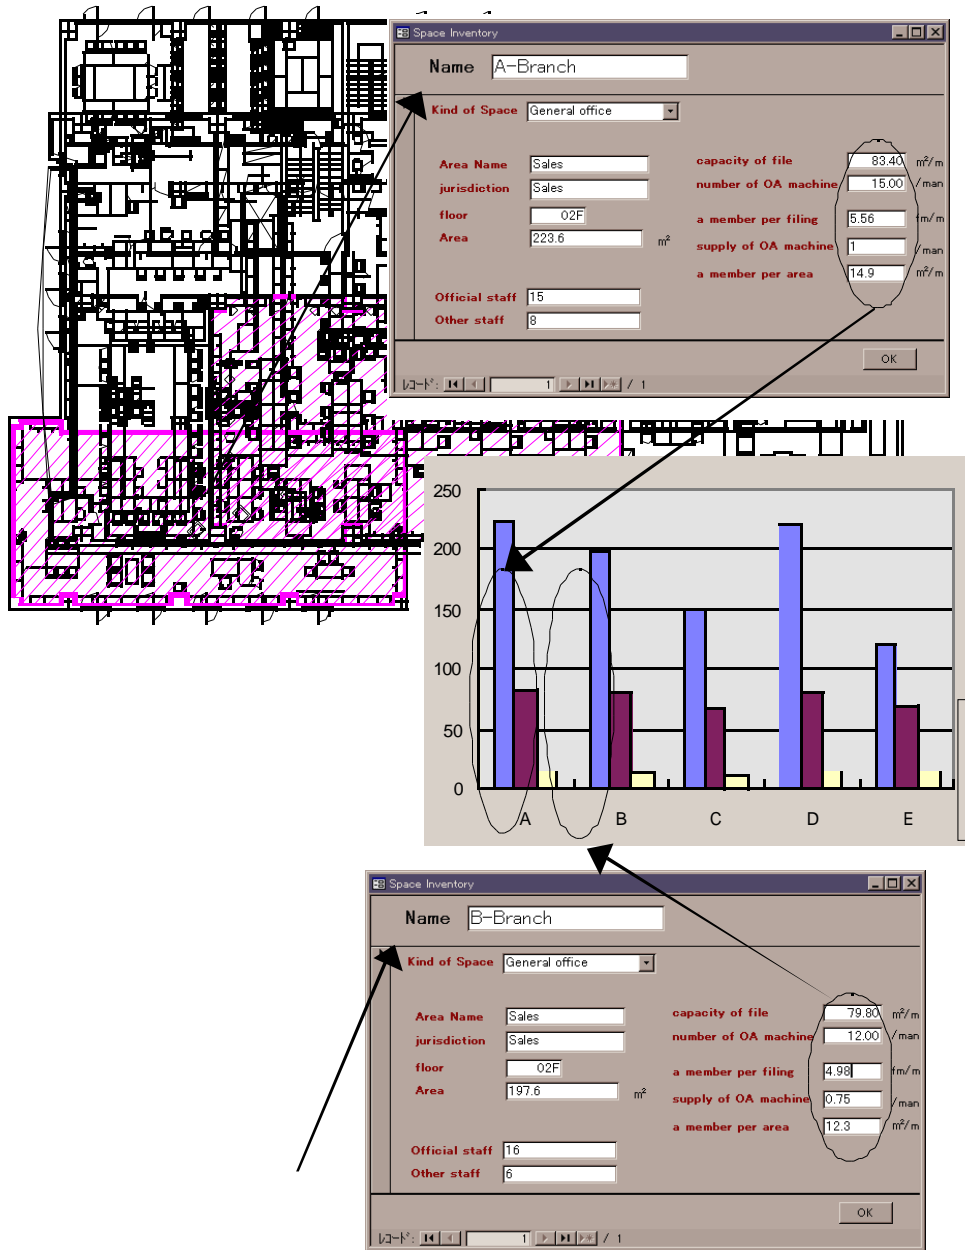 Space Inventory
Name A-Branch
Kind of Space General office
Area Name Sales
jurisdiction Sales
floor 02F
Area 223.6 m²
Official staff 15
Other staff 8
capacity of file 83.40 m²/m
number of OA machine 15.00 /man
a member per filing 5.56 fm/m
supply of OA machine 1 /man
a member per area 14.9 m²/m
OK
ﾚｺｰﾄﾞ: 1 / 1
250
200
150
100
50
0
A B C D E
Space Inventory
Name B-Branch
Kind of Space General office
Area Name Sales
jurisdiction Sales
floor 02F
Area 197.6 m²
Official staff 16
Other staff 6
capacity of file 79.80 m²/m
number of OA machine 12.00 /man
a member per filing 4.98 fm/m
supply of OA machine 0.75 /man
a member per area 12.3 m²/m
OK
ﾚｺｰﾄﾞ: 1 / 1